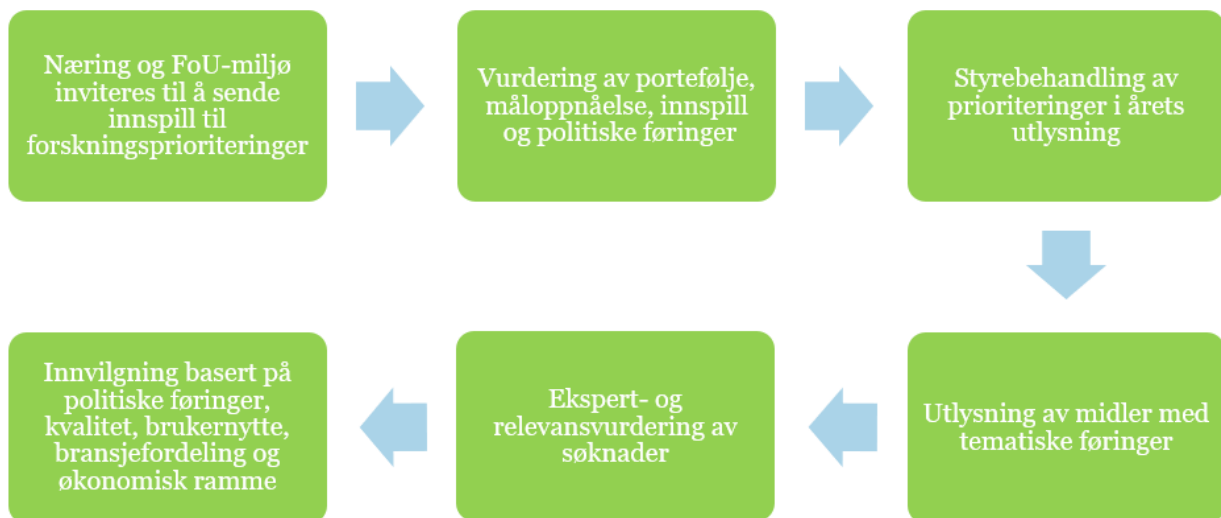 Næring og FoU-miljø
inviteres til å sende
innspill til
forskningsprioriteringer
Vurdering av portefølje,
måloppnåelse, innspill
og politiske føringer
Styrebehandling av
prioriteringer i årets
utlysning
Utlysning av midler med
tematiske føringer
Ekspert- og
relevansvurdering av
søknader
Innvilgning basert på
politiske føringer,
kvalitet, brukernytte,
bransjefordeling og
økonomisk ramme